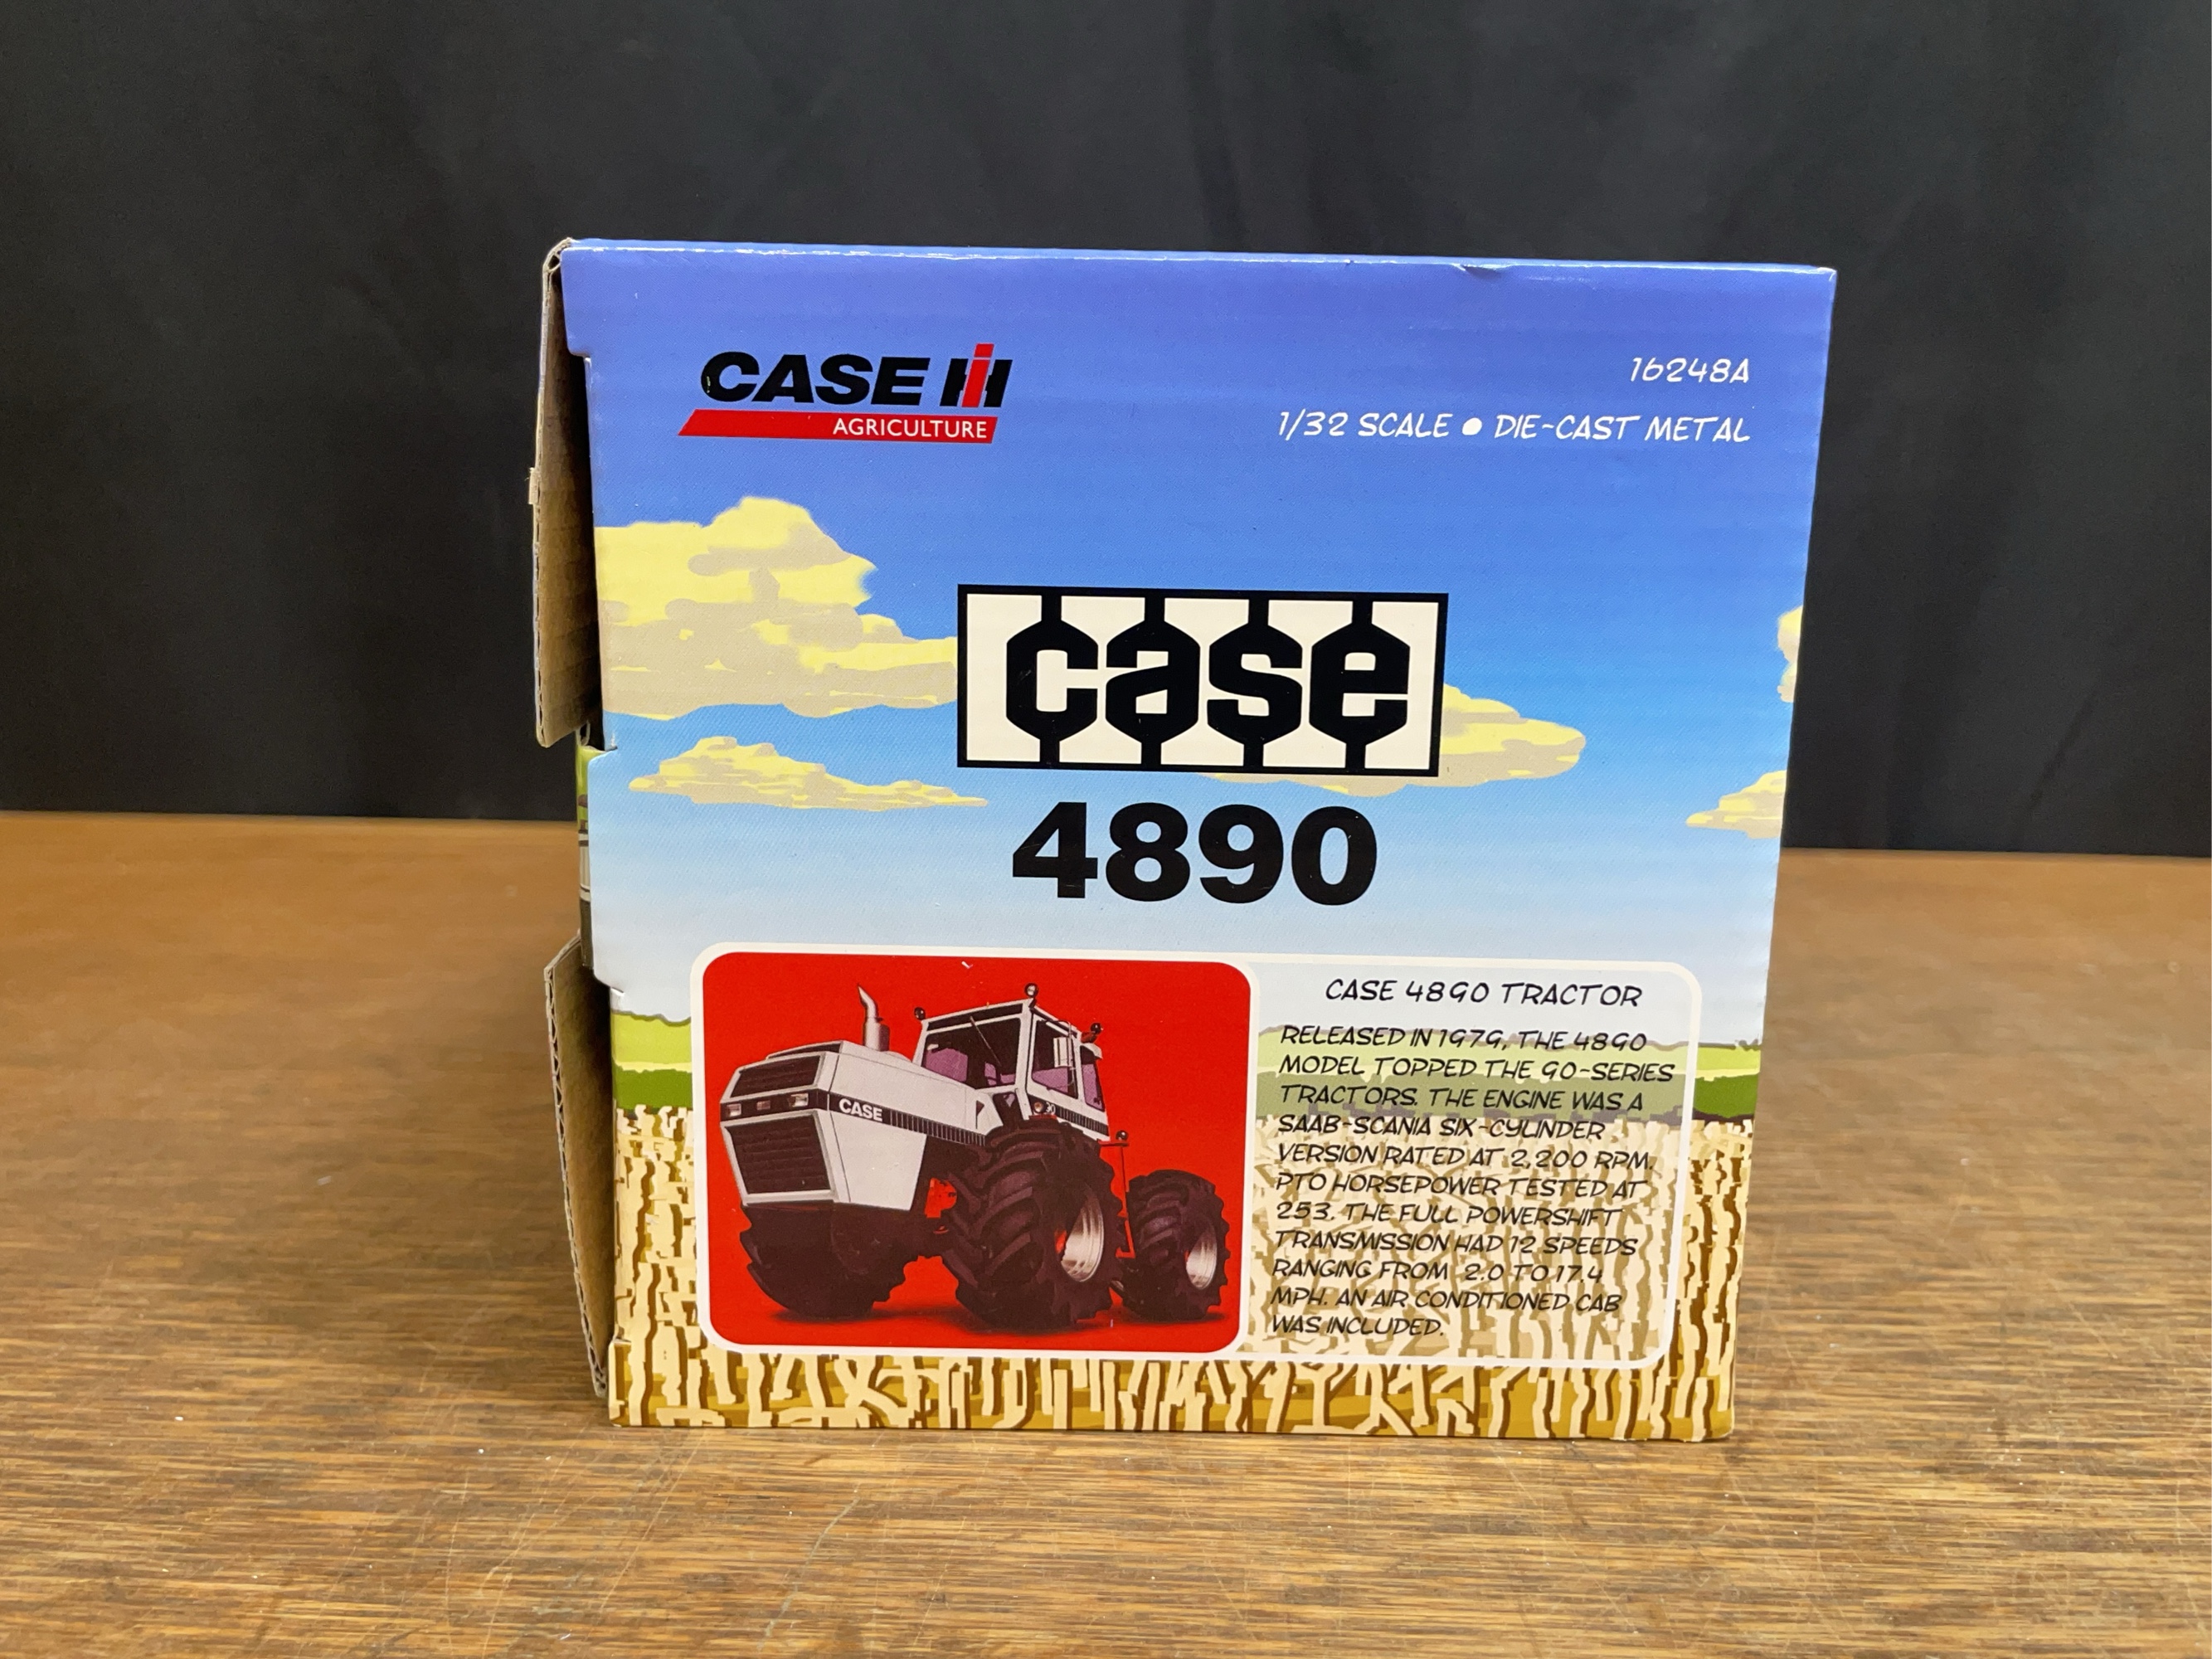 CASE IH
AGRICULTURE
16248A
1/32 SCALE ● DIE-CAST METAL
case
4890
CASE
CASE 4890 TRACTOR
RELEASED IN 1979, THE 4890
MODEL TOPPED THE 90-SERIES
TRACTORS. THE ENGINE WAS A
SAAB-SCANIA SIX-CYLINDER
VERSION RATED AT 2,200 RPM.
PTO HORSEPOWER TESTED AT
253. THE FULL POWERSHIFT
TRANSMISSION HAD 12 SPEEDS
RANGING FROM 2.0 TO 17.4
MPH. AN AIR CONDITIONED CAB
WAS INCLUDED.